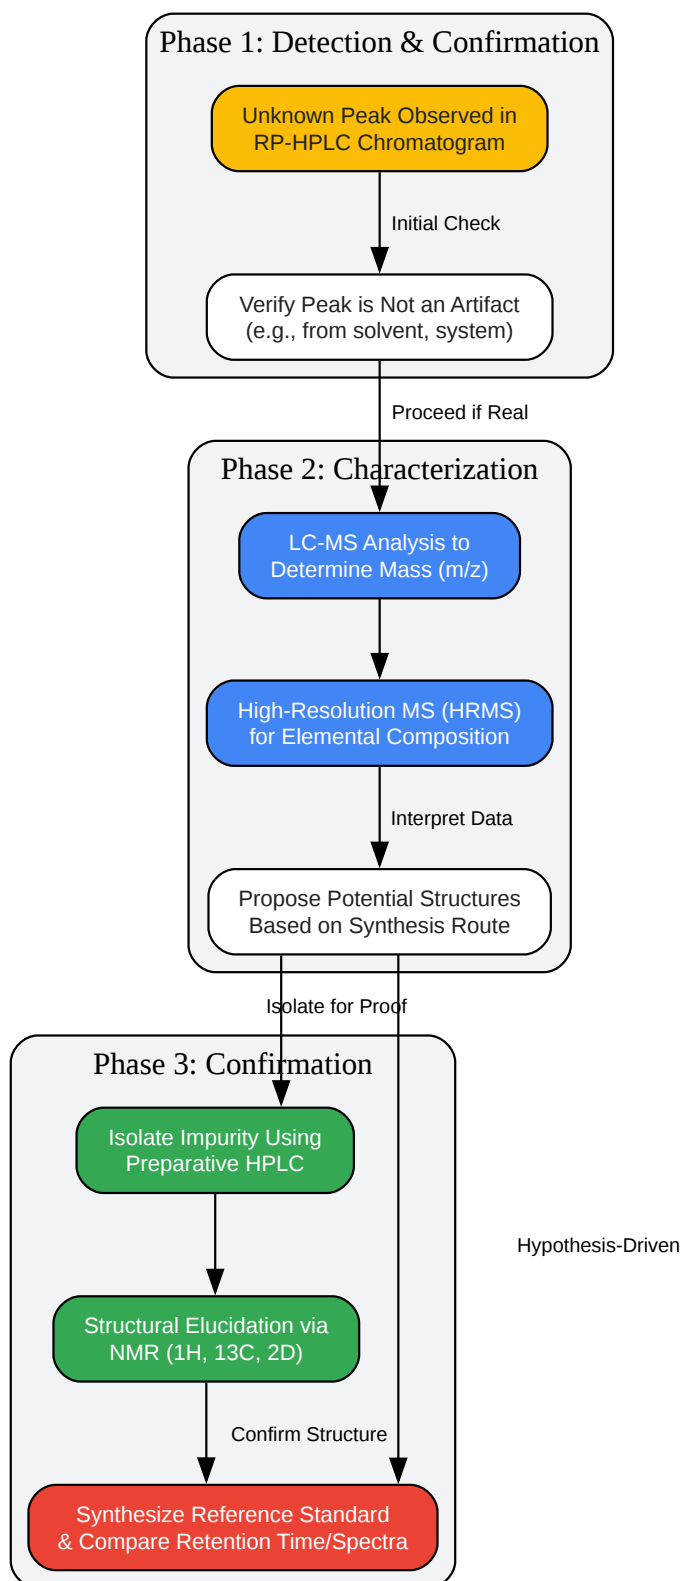 Phase 1: Detection & Confirmation
Unknown Peak Observed in
RP-HPLC Chromatogram
Initial Check
Verify Peak is Not an Artifact
(e.g., from solvent, system)
Proceed if Real
Phase 2: Characterization
LC-MS Analysis to
Determine Mass (m/z)
High-Resolution MS (HRMS)
for Elemental Composition
Interpret Data
Propose Potential Structures
Based on Synthesis Route
Isolate for Proof
Phase 3: Confirmation
Isolate Impurity Using
Preparative HPLC
Hypothesis-Driven
Structural Elucidation via
NMR (1H, 13C, 2D)
Confirm Structure
Synthesize Reference Standard
& Compare Retention Time/Spectra